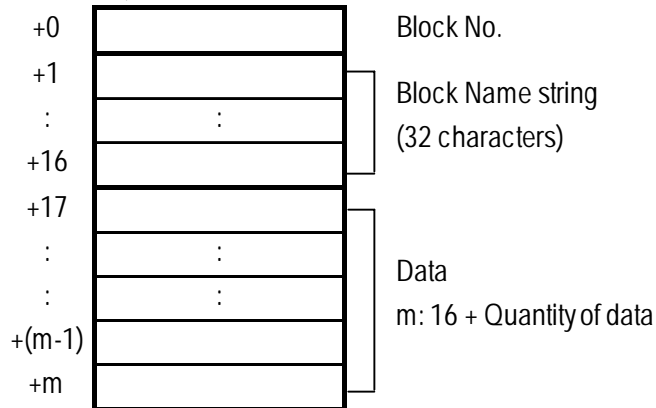 +0 Block No.
+1
Block Name string
: :
(32 characters)
+16
+17
: :
Data
: :
m: 16 + Quantity of data
+(m-1)
+m